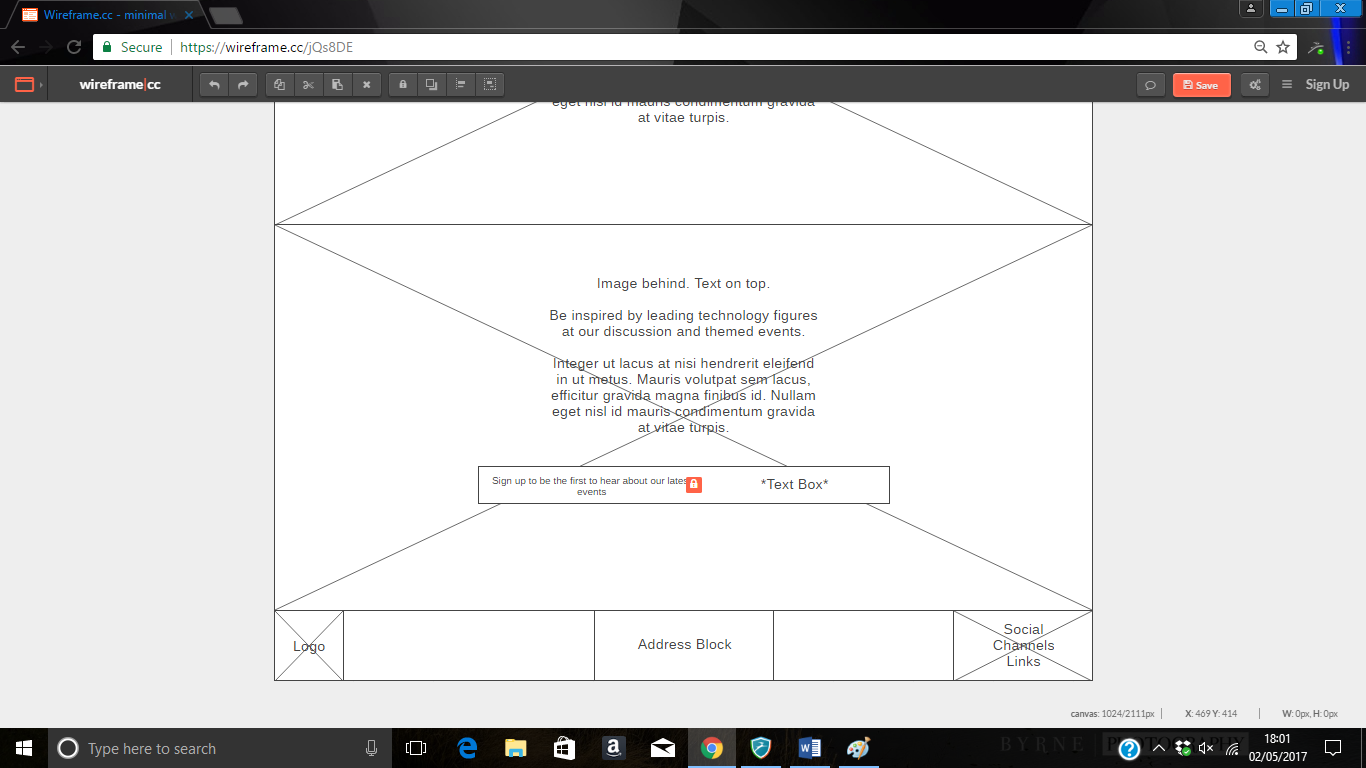 Wireframe.cc - minimal
Secure
https://wireframe.cc/jQs8DE
wireframe|cc
Save
Sign Up
eget nisl id mauris condimentum gravida
at vitae turpis.
Image behind. Text on top.
Be inspired by leading technology figures
at our discussion and themed events.
Integer ut lacus at nisi hendrerit eleifend
in ut metus. Mauris volutpat sem lacus,
efficitur gravida magna finibus id. Nullam
eget nisl id mauris condimentum gravida
at vitae turpis.
Sign up to be the first to hear about our lates
events
*Text Box*
Logo
Address Block
Social
Channels
Links
canvas: 1024/2111px
X: 469 Y: 414
W: 0px, H: 0px
Type here to search
BYRNE PHOTOGRAPHY
18:01
02/05/2017